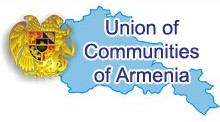 Union of
Communities
of Armenia